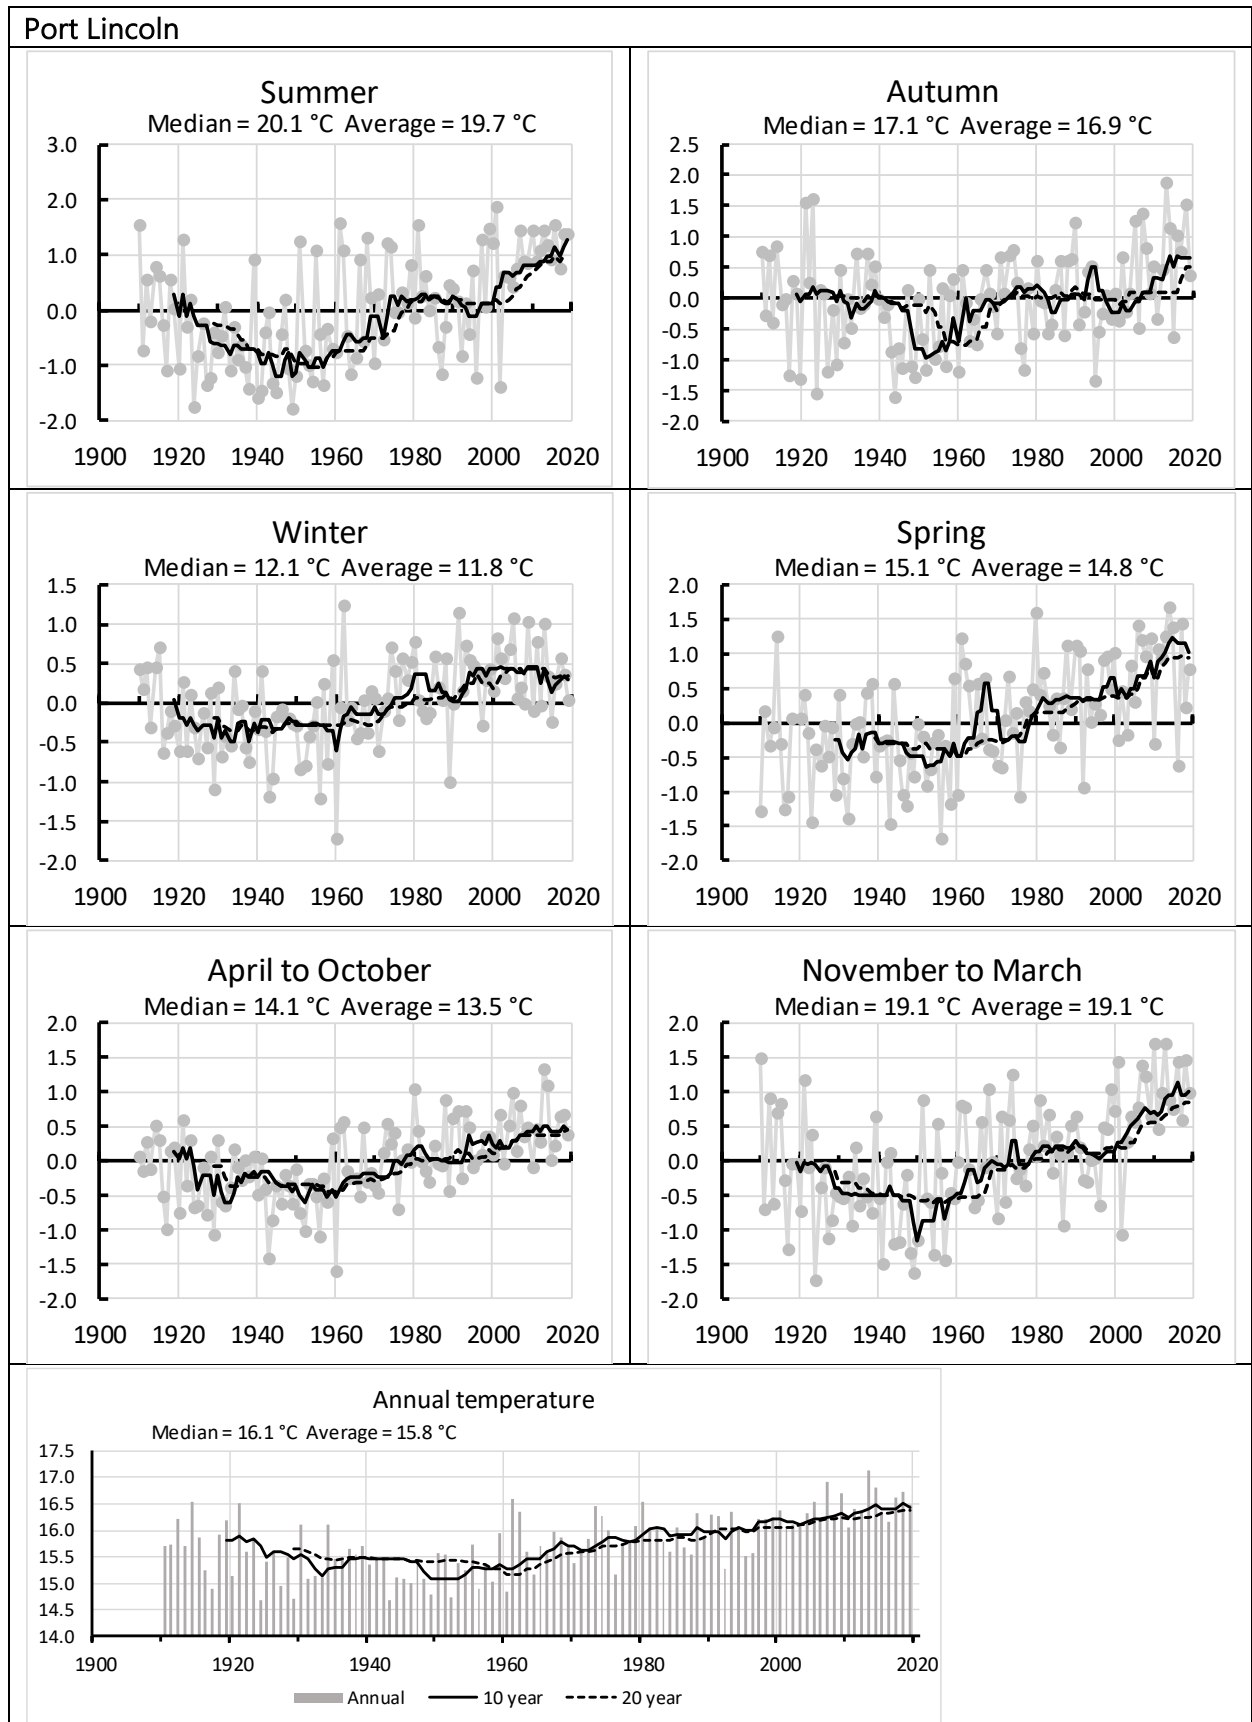 Port Lincoln
Summer
Median = 20.1 °C Average = 19.7 °C
3.0
2.0
1.0
0.0
-1.0
-2.0
1900 1920 1940 1960 1980 2000 2020
Autumn
Median = 17.1 °C Average = 16.9 °C
2.5
2.0
1.5
1.0
0.5
0.0
-0.5
-1.0
-1.5
-2.0
1900 1920 1940 1960 1980 2000 2020
Winter
Median = 12.1 °C Average = 11.8 °C
1.5
1.0
0.5
0.0
-0.5
-1.0
-1.5
-2.0
1900 1920 1940 1960 1980 2000 2020
Spring
Median = 15.1 °C Average = 14.8 °C
2.0
1.5
1.0
0.5
0.0
-0.5
-1.0
-1.5
-2.0
1900 1920 1940 1960 1980 2000 2020
April to October
Median = 14.1 °C Average = 13.5 °C
2.0
1.5
1.0
0.5
0.0
-0.5
-1.0
-1.5
-2.0
1900 1920 1940 1960 1980 2000 2020
November to March
Median = 19.1 °C Average = 19.1 °C
2.0
1.5
1.0
0.5
0.0
-0.5
-1.0
-1.5
-2.0
1900 1920 1940 1960 1980 2000 2020
Annual temperature
Median = 16.1 °C Average = 15.8 °C
17.5
17.0
16.5
16.0
15.5
15.0
14.5
14.0
1900 1920 1940 1960 1980 2000 2020
Annual 10 year 20 year